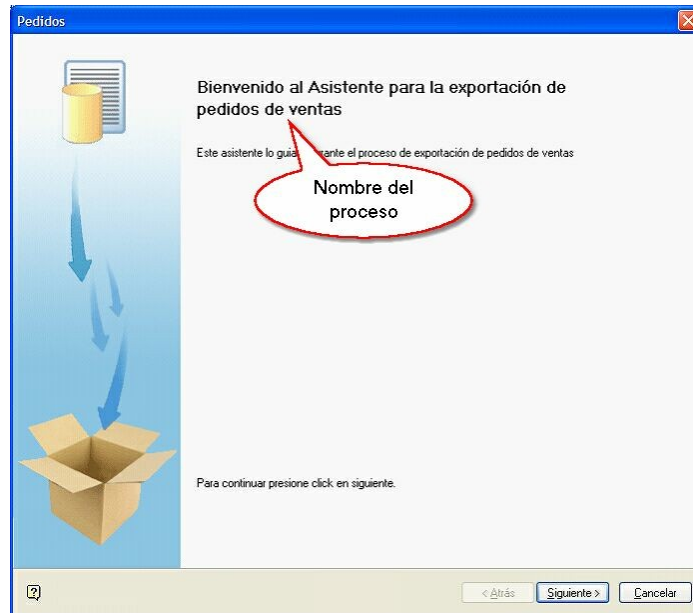 Pedidos
Bienvenido al Asistente para la exportación de
pedidos de ventas
Este asistente lo guia el proceso de exportación de pedidos de ventas
Nombre del
proceso
Para continuar presione click en siguiente.
< Atrás
Siguiente >
Cancelar